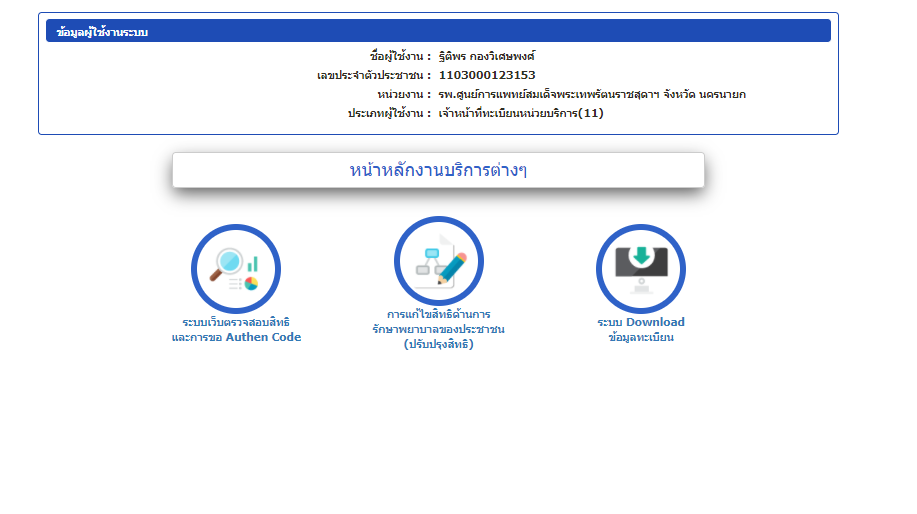 ข้อมูลผู้ใช้งานระบบ
ชื่อผู้ใช้งาน : ฐิติพร กองวิเศษพงศ์
เลขประจำตัวประชาชน : 1103000123153
หน่วยงาน : รพ.ศูนย์การแพทย์สมเด็จพระเทพรัตนราชสุดาฯ จังหวัด นครนายก
ประเภทผู้ใช้งาน : เจ้าหน้าที่ทะเบียนหน่วยบริการ(11)
หน้าหลักงานบริการต่างๆ
ระบบเว็บตรวจสอบสิทธิ
และการขอ Authen Code
การแก้ไขสิทธิด้านการ
รักษาพยาบาลของประชาชน
(ปรับปรุงสิทธิ)
ระบบ Download
ข้อมูลทะเบียน